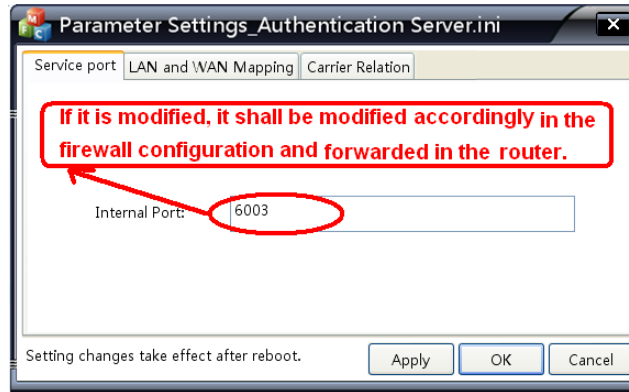 Parameter Settings_Authentication Server.ini
Service port LAN and WAN Mapping Carrier Relation
If it is modified, it shall be modified accordingly in the
firewall configuration and forwarded in the router.
Internal Port: 6003
Setting changes take effect after reboot. Apply OK Cancel